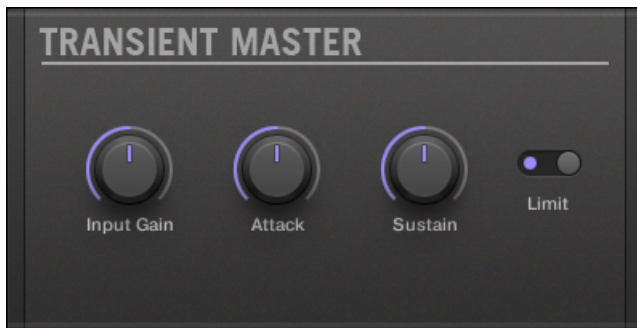 TRANSIENT MASTER
Input Gain
Attack
Sustain
Limit